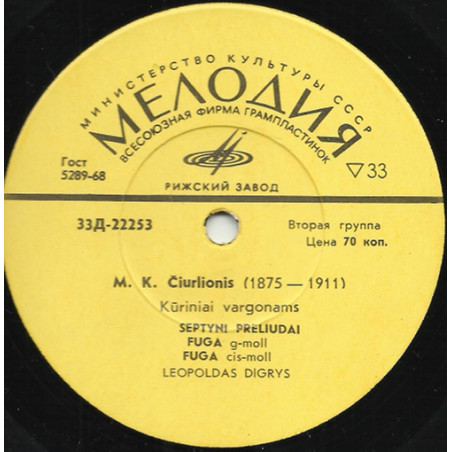 МИНИСТЕРСТВО КУЛЬТУРЫ СССР
МЕЛОДИЯ
ВСЕСОЮЗНАЯ ФИРМА ГРАМПЛАСТИНОК
Гост
5289-68
▽33
РИЖСКИЙ ЗАВОД
33Д-22253
Вторая группа
Цена 70 коп.
M. K. Čiurlionis (1875 — 1911)
Kūriniai vargonams
SEPTYNI PRELIUDAI
FUGA g-moll
FUGA cis-moll
LEOPOLDAS DIGRYS